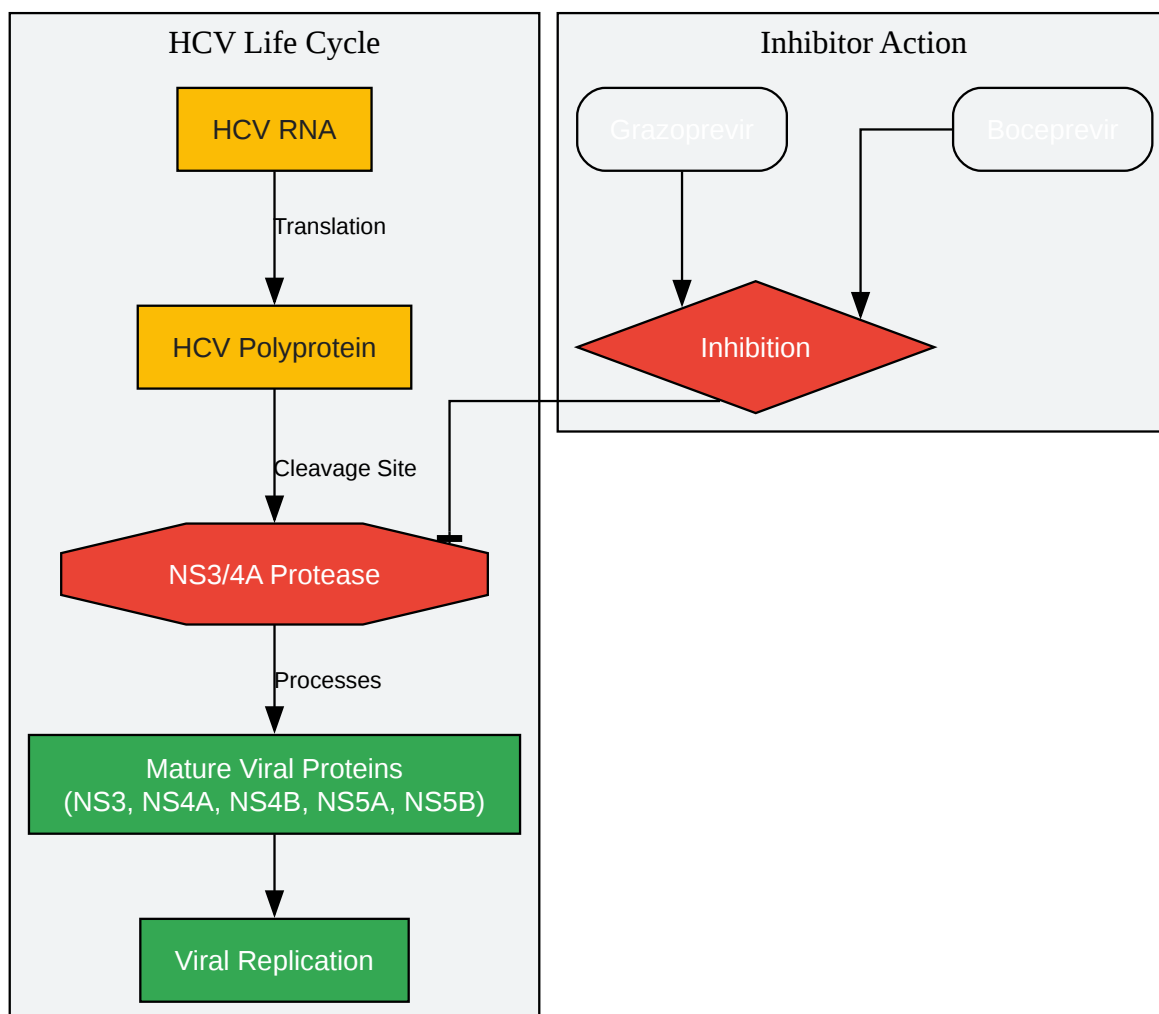 HCV Life Cycle
HCV RNA
Translation
HCV Polyprotein
Cleavage Site
NS3/4A Protease
Processes
Mature Viral Proteins
(NS3, NS4A, NS4B, NS5A, NS5B)
Viral Replication
Inhibitor Action
Grazoprevir
Boceprevir
Inhibition